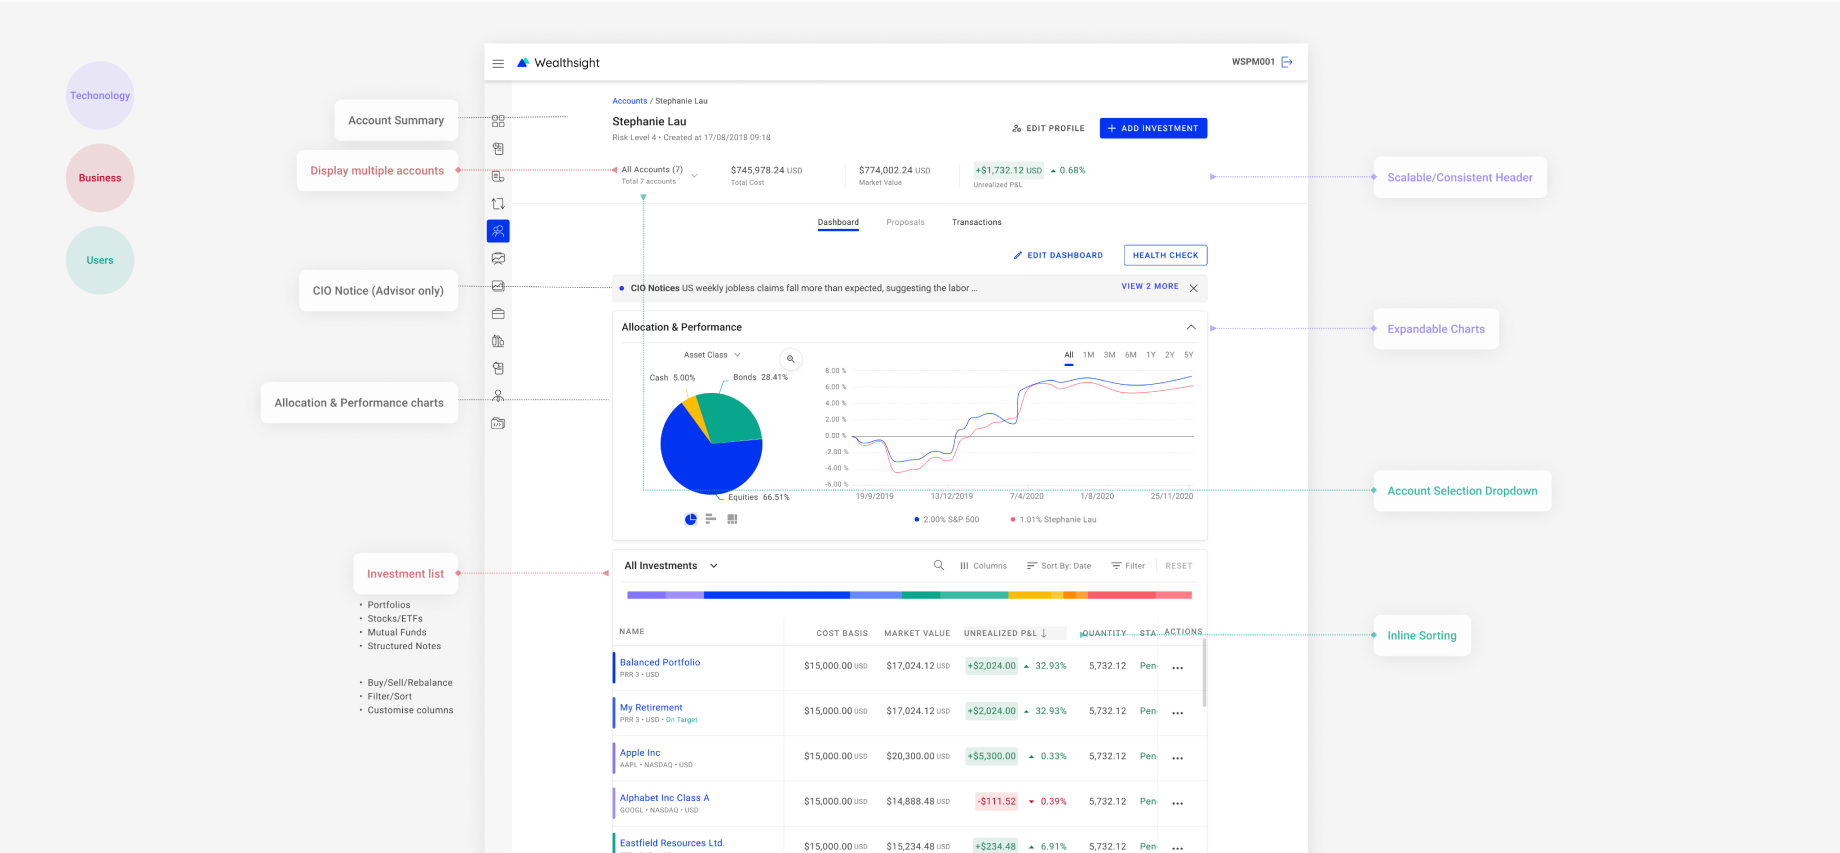 Techonology
Business
Users
Account Summary
Display multiple accounts
CIO Notice (Advisor only)
Allocation & Performance charts
Investment list
• Portfolios
• Stocks/ETFs
• Mutual Funds
• Structured Notes
• Buy/Sell/Rebalance
• Filter/Sort
• Customise columns
Wealthsight
WSPM001
Accounts / Stephanie Lau
Stephanie Lau
Risk Level 4 • Created at 17/08/2018 09:18
EDIT PROFILE
+ ADD INVESTMENT
All Accounts (7)
Total 7 accounts
$745,978.24 USD
Total Cost
$774,002.24 USD
Market Value
+$1,732.12 USD 0.68%
Unrealized P&L
Dashboard Proposals Transactions
EDIT DASHBOARD
HEALTH CHECK
CIO Notices US weekly jobless claims fall more than expected, suggesting the labor ...
VIEW 2 MORE
Allocation & Performance
Asset Class
Cash 5.00%
Bonds 28.41%
Equities 66.51%
All 1M 3M 6M 1Y 2Y 5Y
8.00 %
6.00 %
4.00 %
2.00 %
0.00 %
-2.00 %
-4.00 %
-6.00 %
19/9/2019 13/12/2019 7/4/2020 1/8/2020 25/11/2020
2.00% S&P 500 1.01% Stephanie Lau
All Investments
Columns Sort By: Date Filter RESET
NAME COST BASIS MARKET VALUE UNREALIZED P&L QUANTITY STA ACTIONS
Balanced Portfolio $15,000.00 USD $17,024.12 USD +$2,024.00 32.93% 5,732.12 Pen
PRR 3 • USD
My Retirement $15,000.00 USD $17,024.12 USD +$2,024.00 32.93% 5,732.12 Pen
PRR 3 • USD • On Target
Apple Inc $15,000.00 USD $20,300.00 USD +$5,300.00 0.33% 5,732.12 Pen
AAPL • NASDAQ • USD
Alphabet Inc Class A $15,000.00 USD $14,888.48 USD -$111.52 0.39% 5,732.12 Pen
GOOGL • NASDAQ • USD
Eastfield Resources Ltd. $15,000.00 USD $15,234.48 USD +$234.48 6.91% 5,732.12 Pen
Scalable/Consistent Header
Expandable Charts
Account Selection Dropdown
Inline Sorting